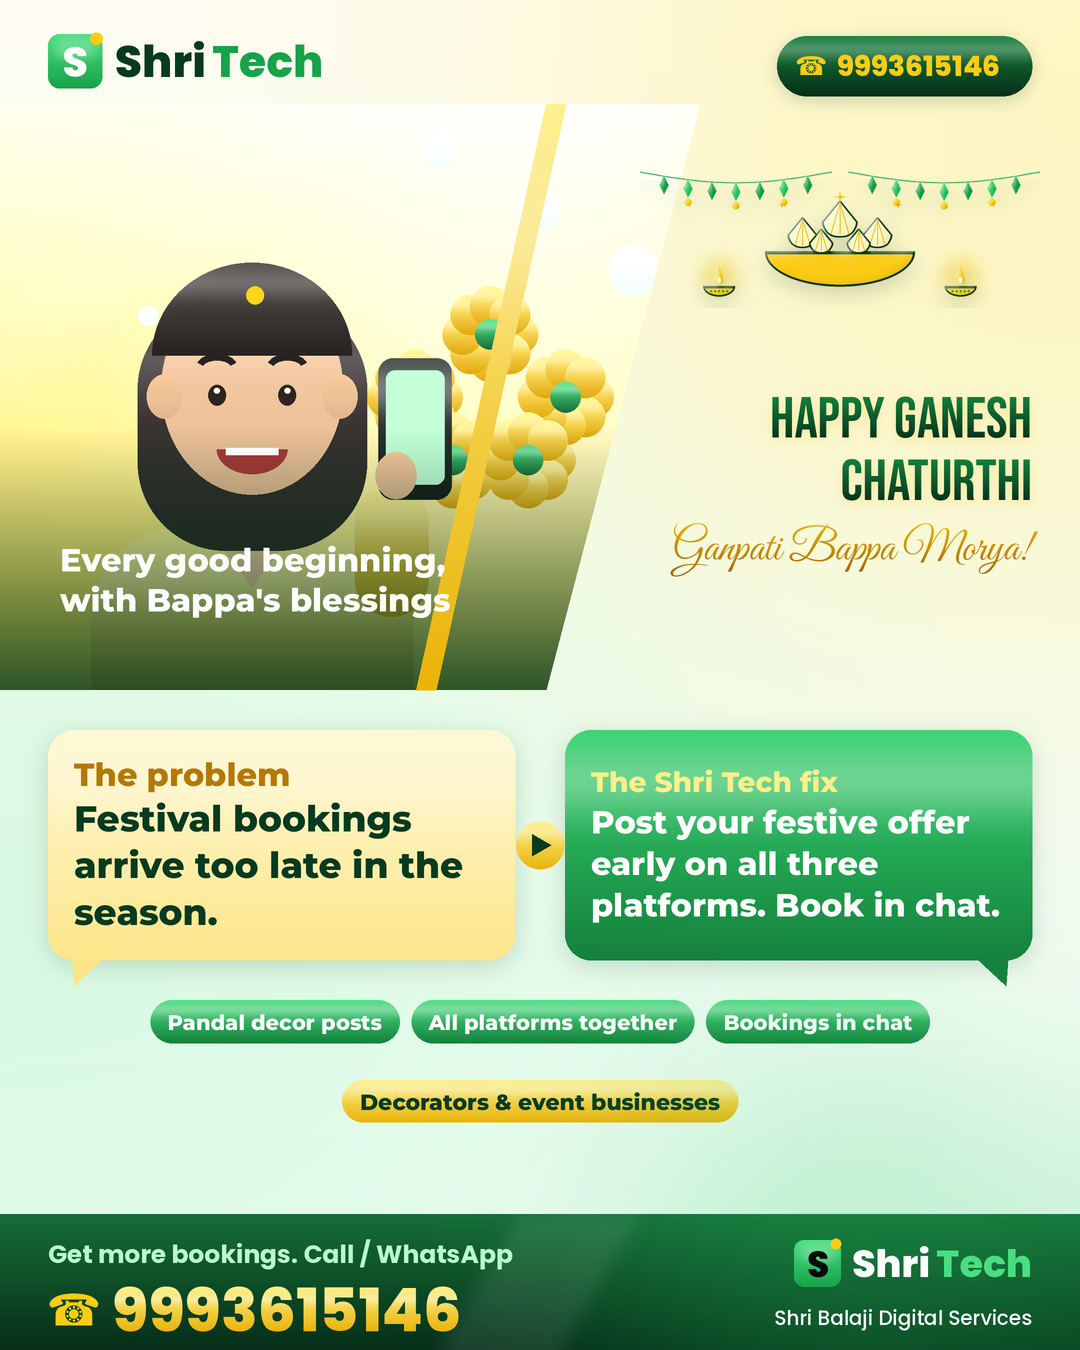 S Shri Tech
☎ 9993615146
HAPPY GANESH
CHATURTHI
Ganpati Bappa Morya!
Every good beginning,
with Bappa's blessings
The problem
Festival bookings
arrive too late in the
season.
The Shri Tech fix
Post your festive offer
early on all three
platforms. Book in chat.
Pandal decor posts
All platforms together
Bookings in chat
Decorators & event businesses
Get more bookings. Call / WhatsApp
☎ 9993615146
S Shri Tech
Shri Balaji Digital Services